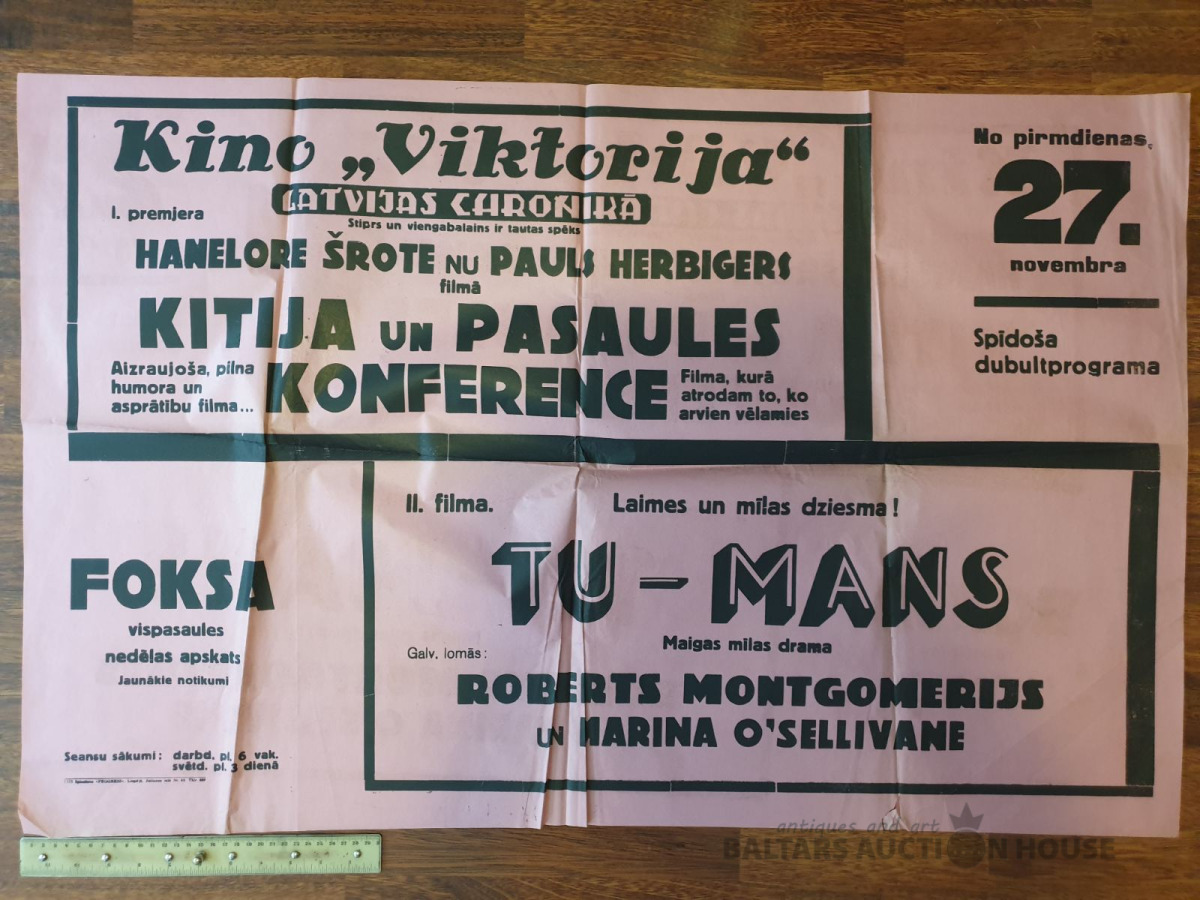 Kino „Viktorija“
LATVIJAS CHRONIKĀ
Stiprs un viengabalains ir tautas spēks
I. premjera
HANELORE ŠROTE NU PAULS HERBIGERS
filmā
KITIJA UN PASAULES
KONFERENCE
Aizraujoša, pilna
humora un
asprātību filma...
Filma, kurā
atrodam to, ko
arvien vēlamies
No pirmdienas,
27.
novembra
Spīdoša
dubultprograma
FOKSA
vispasaules
nedēļas apskats
Jaunākie notikumi
Seansu sākumi: darbd. pl. 6 vak.
svētd. pl. 3 dienā
II. filma.
Laimes un mīlas dziesma!
TU — MANS
Maigas mīlas drama
Galv. lomās:
ROBERTS MONTGOMERIJS
UN MARINA O'SELLIVANE
antiques and art
BALTARS AUCTION HOUSE